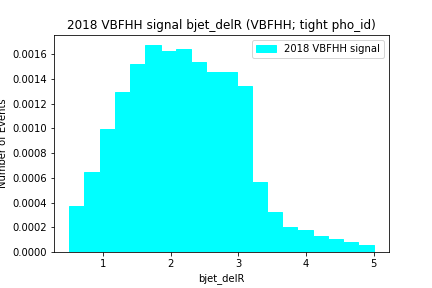 2018 VBFHH signal bjet_delR (VBFHH; tight pho_id)
2018 VBFHH signal
Number of Events
0.0016
0.0014
0.0012
0.0010
0.0008
0.0006
0.0004
0.0002
0.0000
1 2 3 4 5
bjet_delR